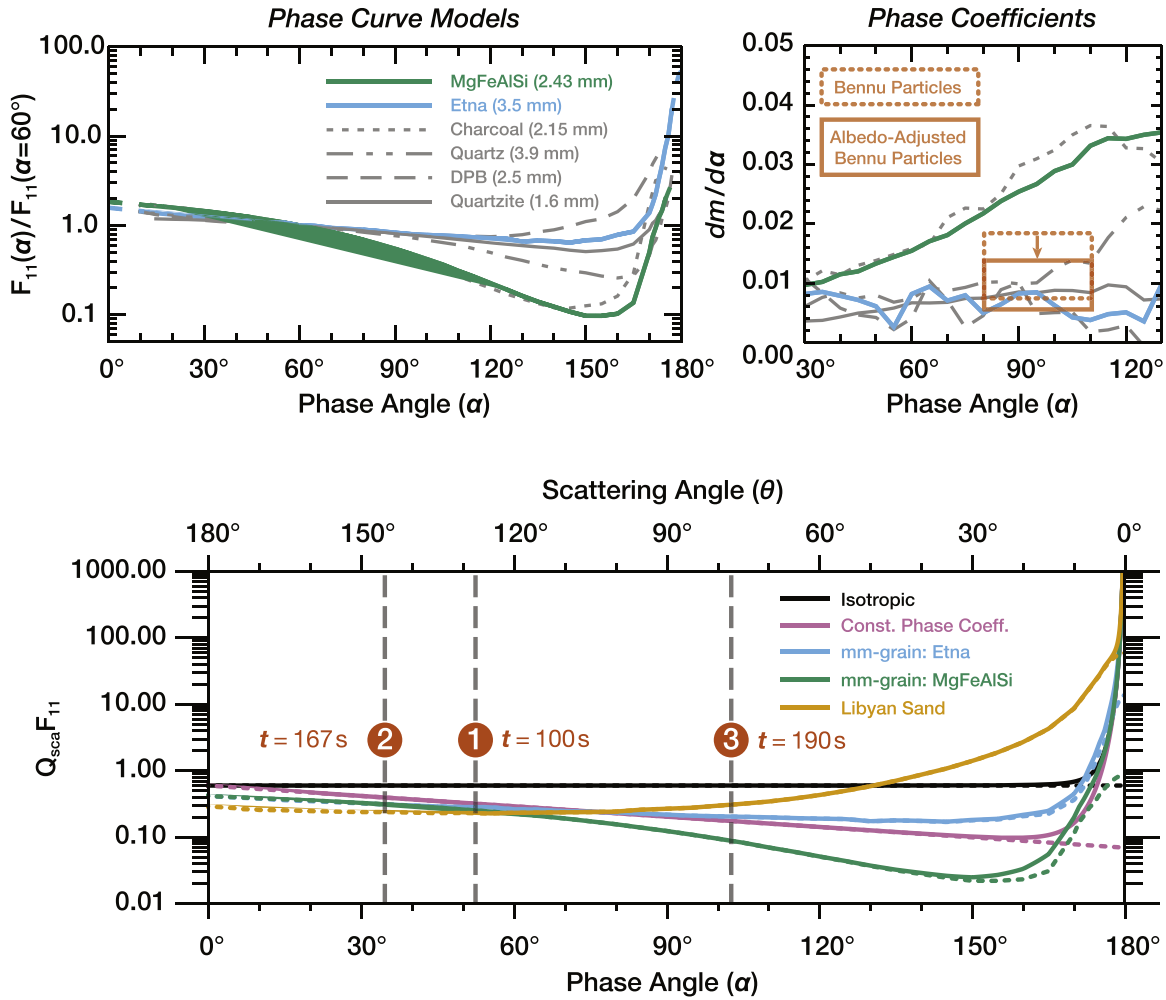 Phase Curve Models
F₁₁(α)/F₁₁(α=60°)
100.0
10.0
1.0
0.1
MgFeAlSi (2.43 mm)
Etna (3.5 mm)
Charcoal (2.15 mm)
Quartz (3.9 mm)
DPB (2.5 mm)
Quartzite (1.6 mm)
0° 30° 60° 90° 120° 150° 180°
Phase Angle (α)
Phase Coefficients
dm/dα
0.05
0.04
0.03
0.02
0.01
0.00
Bennu Particles
Albedo-Adjusted
Bennu Particles
30° 60° 90° 120°
Phase Angle (α)
Scattering Angle (θ)
180° 150° 120° 90° 60° 30° 0°
QscaF₁₁
1000.00
100.00
10.00
1.00
0.10
0.01
Isotropic
Const. Phase Coeff.
mm-grain: Etna
mm-grain: MgFeAlSi
Libyan Sand
t = 167s 2
1 t = 100s
3 t = 190s
0° 30° 60° 90° 120° 150° 180°
Phase Angle (α)